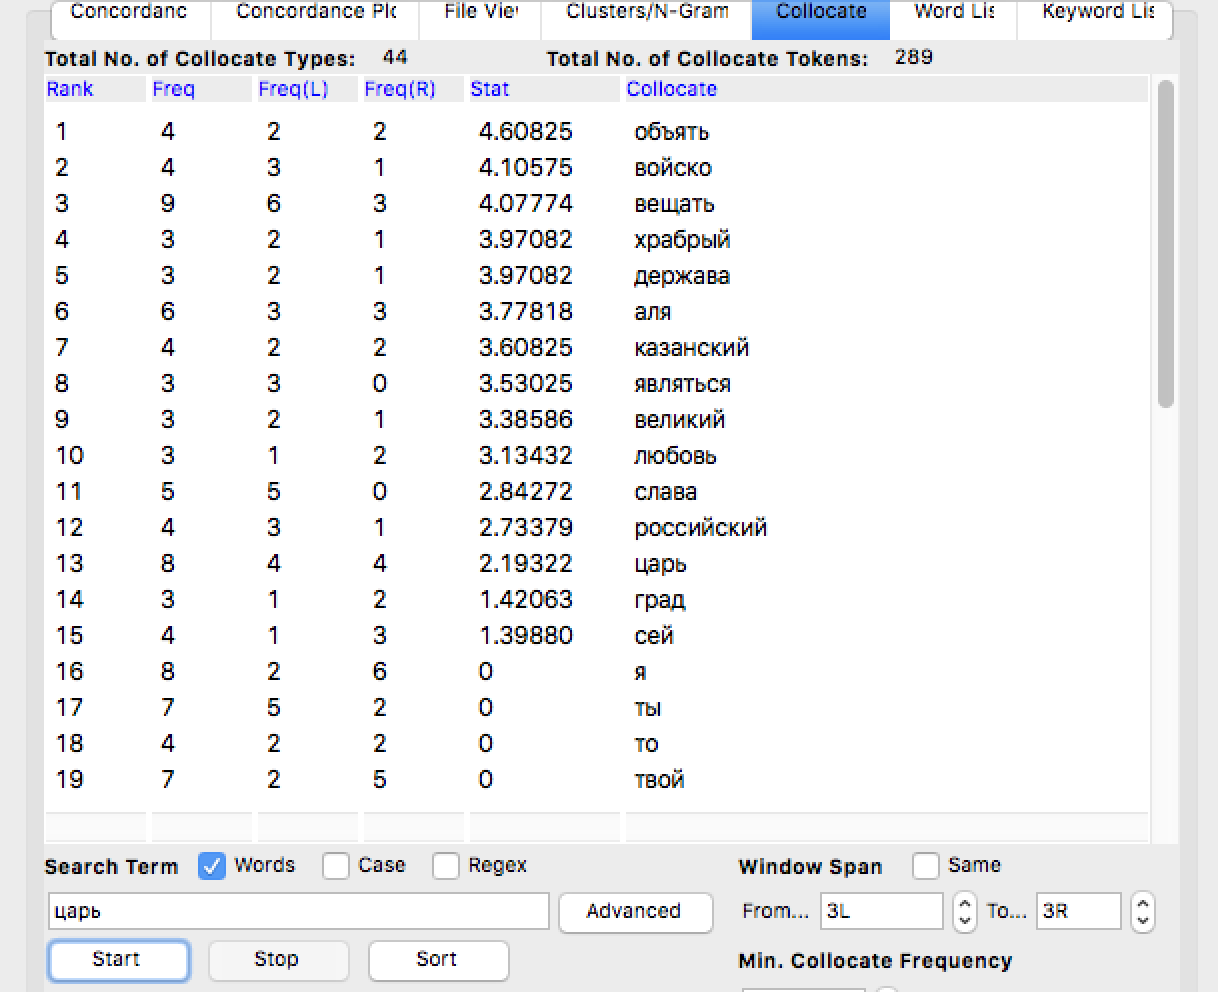 Concordanc Concordance Plc File Vie Clusters/N-Gram Collocate Word Lis Keyword Lis
Total No. of Collocate Types: 44 Total No. of Collocate Tokens: 289
Rank Freq Freq(L) Freq(R) Stat Collocate
1 4 2 2 4.60825 объять
2 4 3 1 4.10575 войско
3 9 6 3 4.07774 вещать
4 3 2 1 3.97082 храбрый
5 3 2 1 3.97082 держава
6 6 3 3 3.77818 аля
7 4 2 2 3.60825 казанский
8 3 3 0 3.53025 являться
9 3 2 1 3.38586 великий
10 3 1 2 3.13432 любовь
11 5 5 0 2.84272 слава
12 4 3 1 2.73379 российский
13 8 4 4 2.19322 царь
14 3 1 2 1.42063 град
15 4 1 3 1.39880 сей
16 8 2 6 0 я
17 7 5 2 0 ты
18 4 2 2 0 то
19 7 2 5 0 твой
Search Term Words Case Regex Window Span Same
царь Advanced From... 3L To... 3R
Start Stop Sort Min. Collocate Frequency